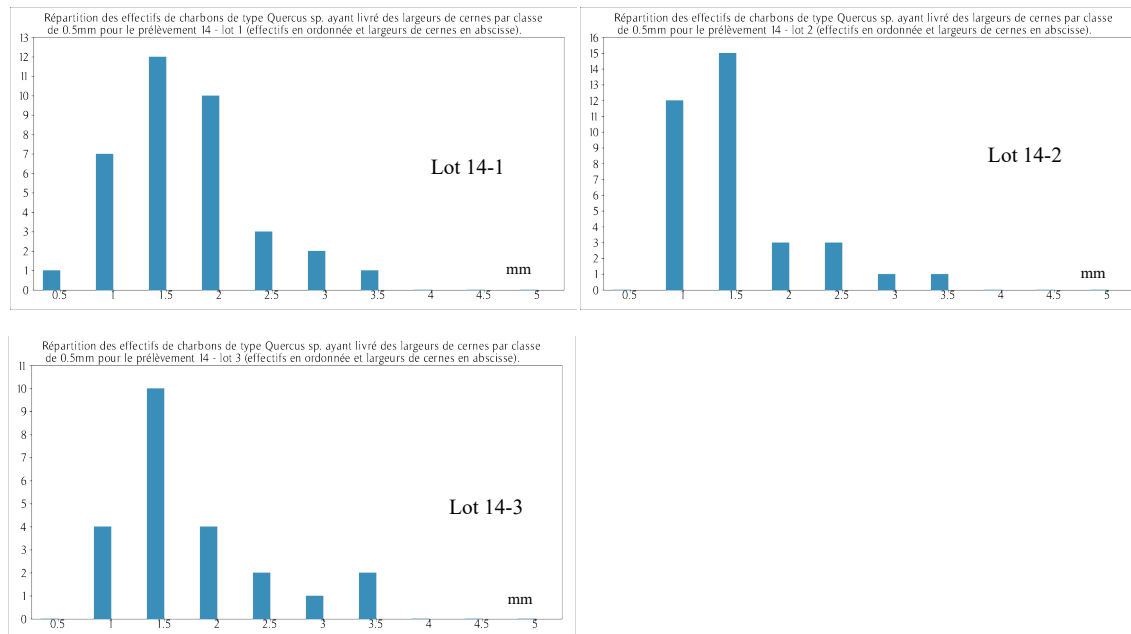 Répartition des effectifs de charbons de type Quercus sp. ayant livré des largeurs de cernes par classe
de 0.5mm pour le prélèvement 14 - lot 1 (effectifs en ordonnée et largeurs de cernes en abscisse).
13
12
11
10
9
8
7
6
5
4
3
2
1
0
Lot 14-1
mm
0.5 1 1.5 2 2.5 3 3.5 4 4.5 5
Répartition des effectifs de charbons de type Quercus sp. ayant livré des largeurs de cernes par classe
de 0.5mm pour le prélèvement 14 - lot 2 (effectifs en ordonnée et largeurs de cernes en abscisse).
16
15
14
13
12
11
10
9
8
7
6
5
4
3
2
1
0
Lot 14-2
mm
0.5 1 1.5 2 2.5 3 3.5 4 4.5 5
Répartition des effectifs de charbons de type Quercus sp. ayant livré des largeurs de cernes par classe
de 0.5mm pour le prélèvement 14 - lot 3 (effectifs en ordonnée et largeurs de cernes en abscisse).
11
10
9
8
7
6
5
4
3
2
1
0
Lot 14-3
mm
0.5 1 1.5 2 2.5 3 3.5 4 4.5 5